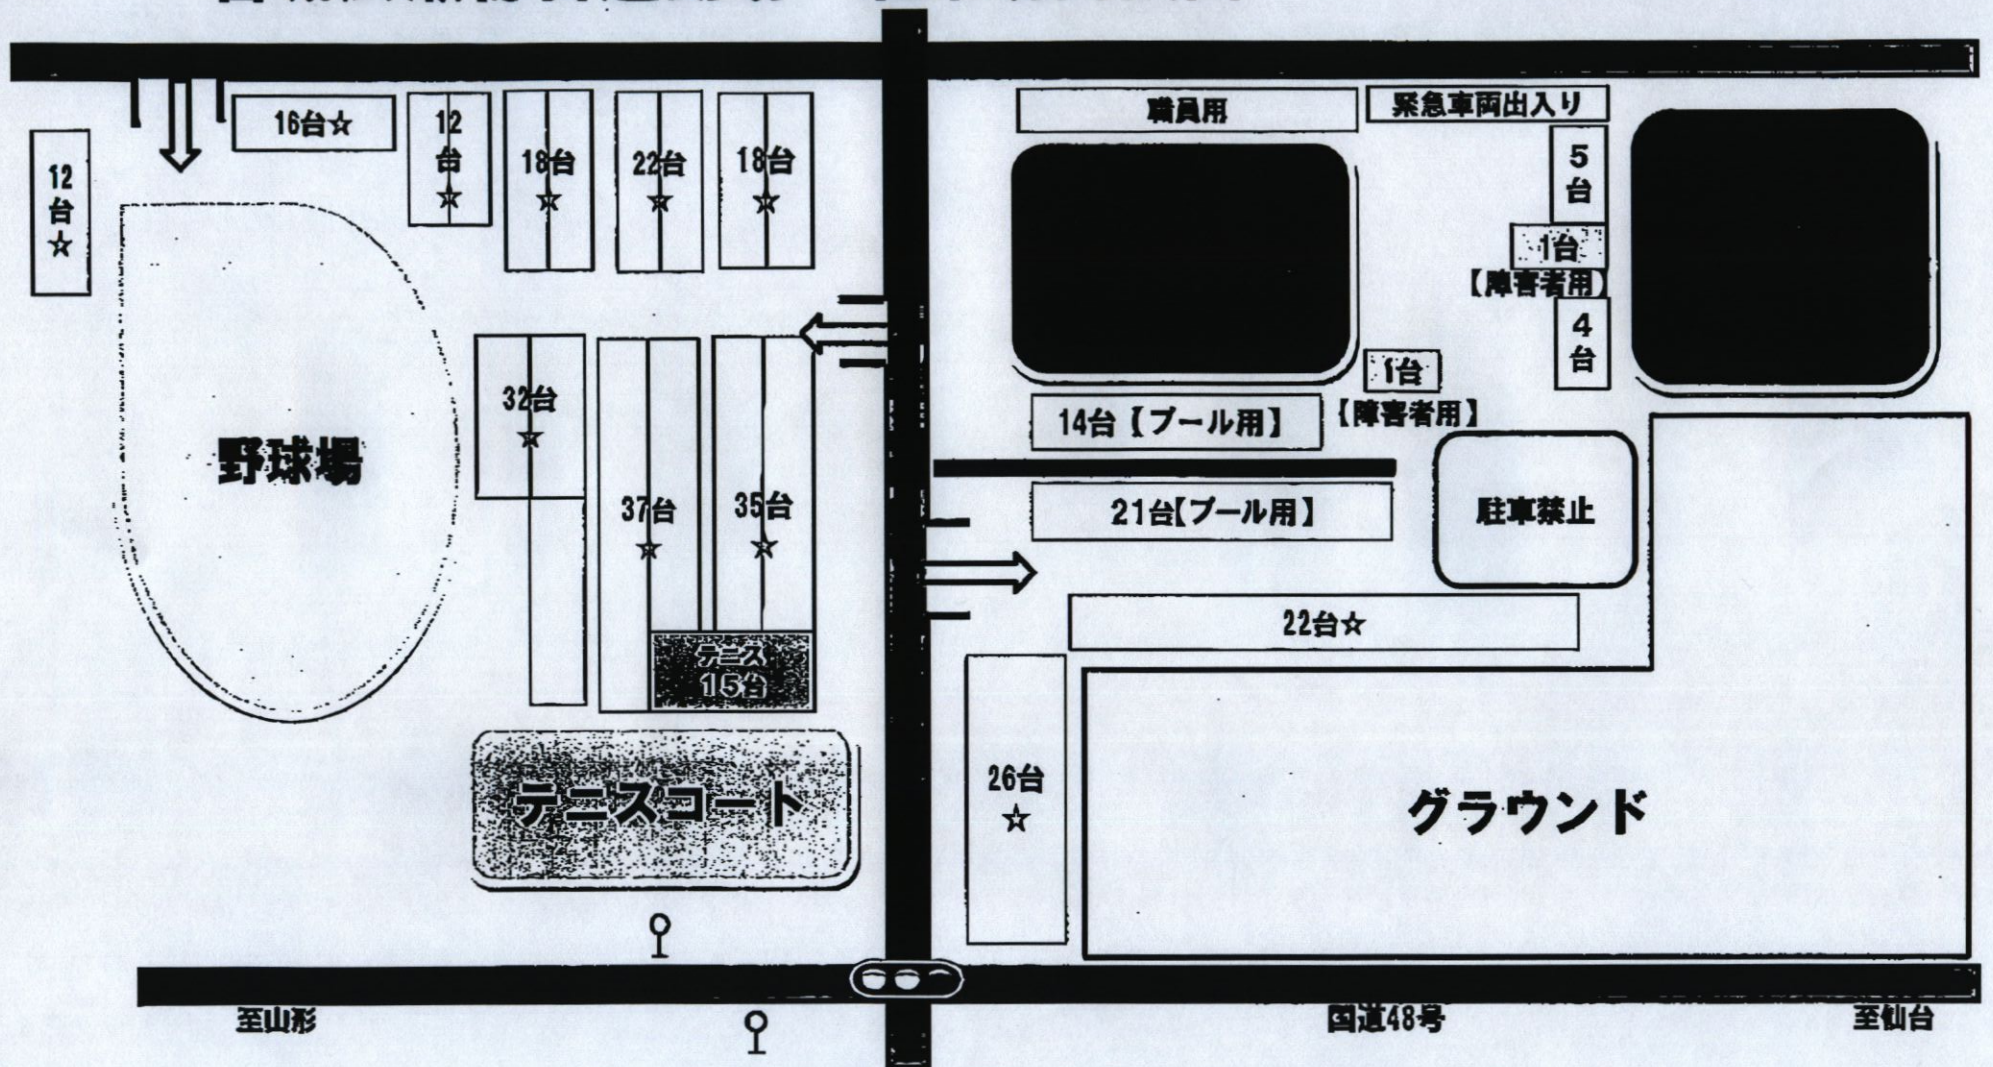 16台☆
12
台
☆
18台
☆
22台
☆
18台
☆
12
台
☆
職員用
緊急車両出入り
5
台
1台
【障害者用】
4
台
1台
【障害者用】
14台【プール用】
21台【プール用】
駐車禁止
22台☆
野球場
32台
☆
37台
☆
35台
☆
テニス
15台
テニスコート
26台
☆
グラウンド
至山形
国道48号
至仙台